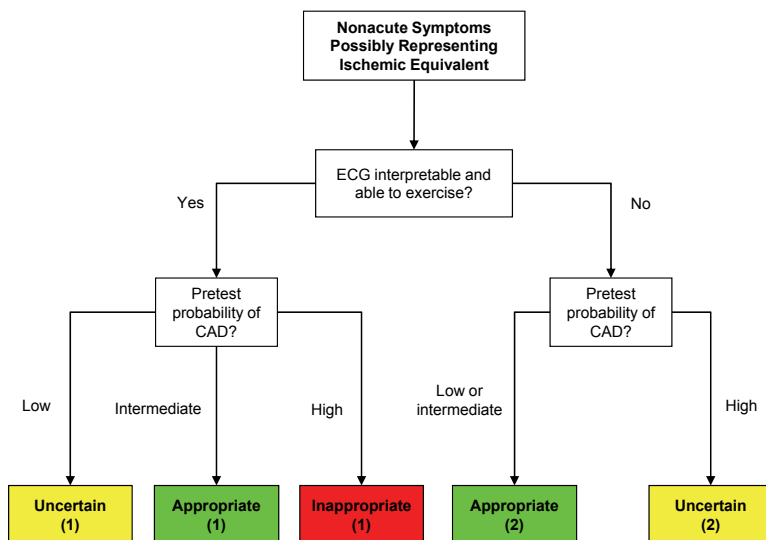 Nonacute Symptoms
Possibly Representing
Ischemic Equivalent
ECG interpretable and
able to exercise?
Yes
No
Pretest
probability of
CAD?
Pretest
probability of
CAD?
Low
Intermediate
High
Low or
intermediate
High
Uncertain
(1)
Appropriate
(1)
Inappropriate
(1)
Appropriate
(2)
Uncertain
(2)